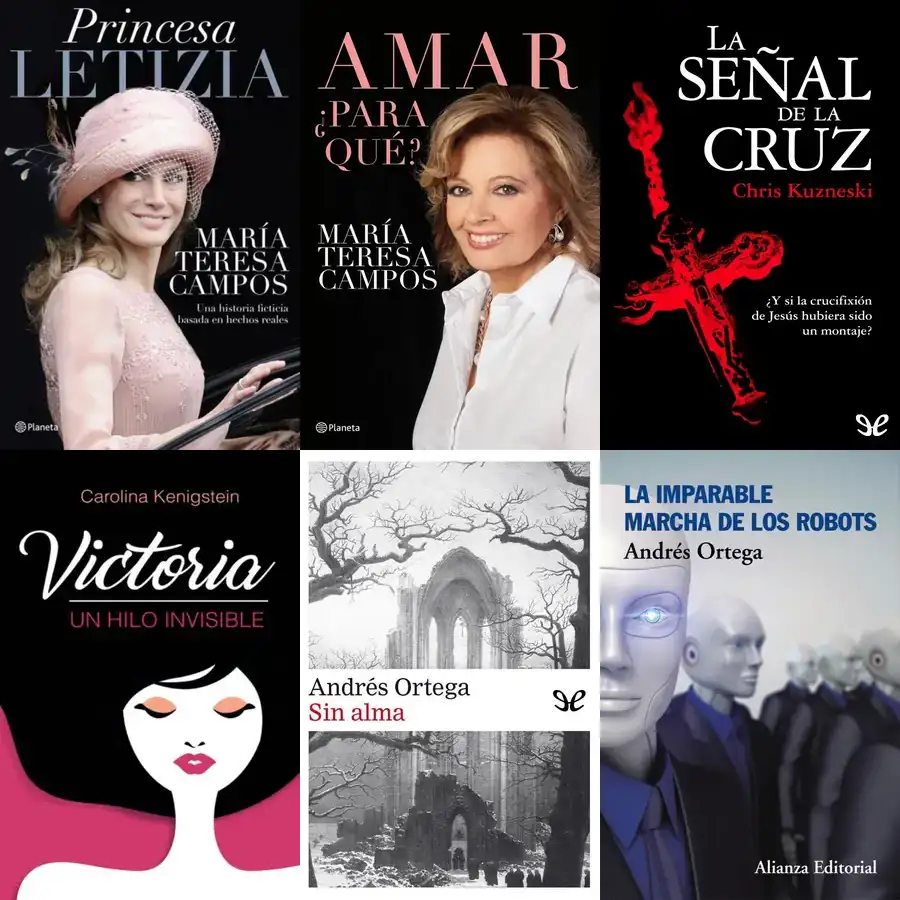 Princesa
LETIZIA
MARÍA
TERESA
CAMPOS
Una historia ficticia
basada en hechos reales
Planeta
AMAR
¿PARA
QUÉ?
MARÍA
TERESA
CAMPOS
Planeta
LA
SEÑAL
DE LA
CRUZ
Chris Kuzneski
¿Y si la crucifixión
de Jesús hubiera sido
un montaje?
Carolina Kenigstein
Victoria
UN HILO INVISIBLE
Andrés Ortega
Sin alma
LA IMPARABLE
MARCHA DE LOS ROBOTS
Andrés Ortega
Alianza Editorial